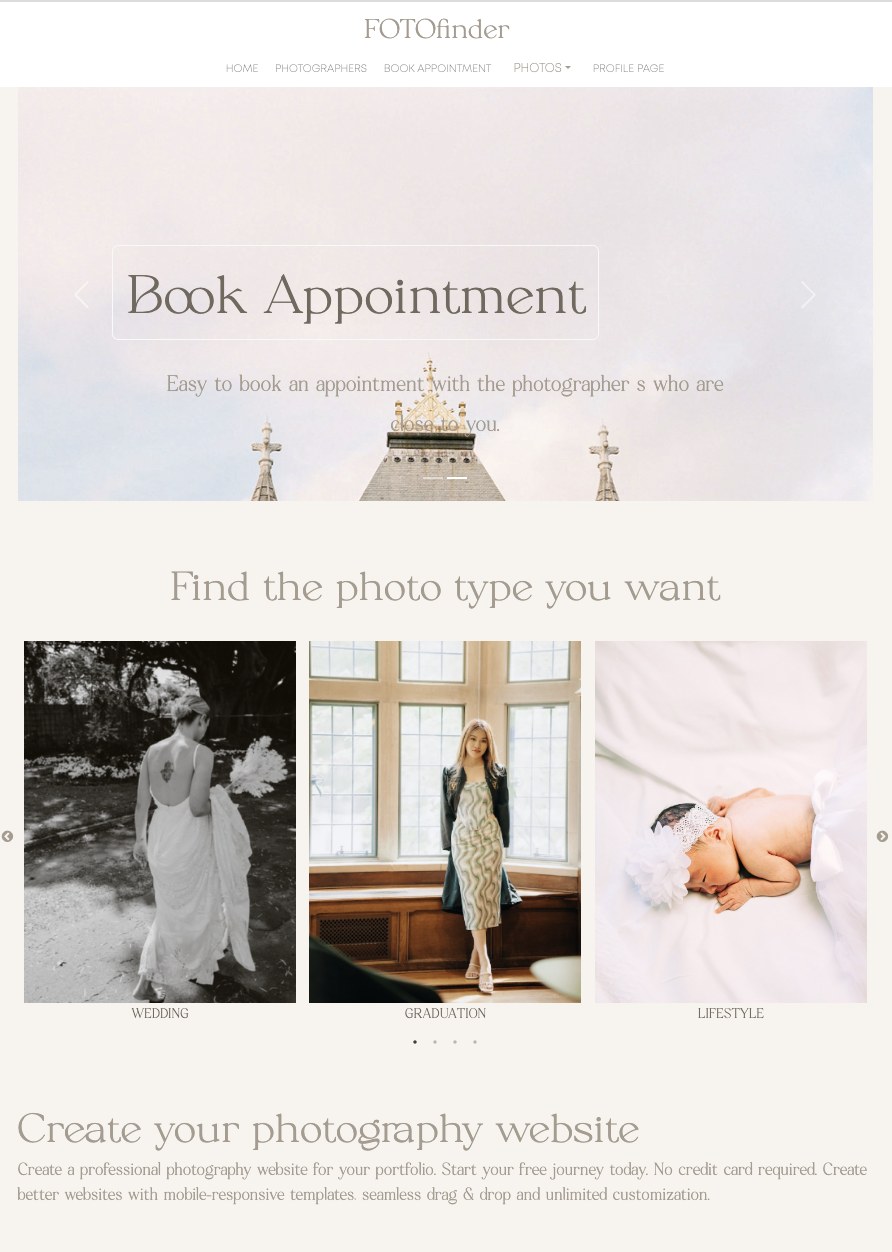 FOTOfinder
HOME PHOTOGRAPHERS BOOK APPOINTMENT PHOTOS PROFILE PAGE
Book Appointment
Easy to book an appointment with the photographer s who are
close to you.
Find the photo type you want
WEDDING GRADUATION LIFESTYLE
Create your photography website
Create a professional photography website for your portfolio. Start your free journey today. No credit card required. Create
better websites with mobile-responsive templates. seamless drag & drop and unlimited customization.